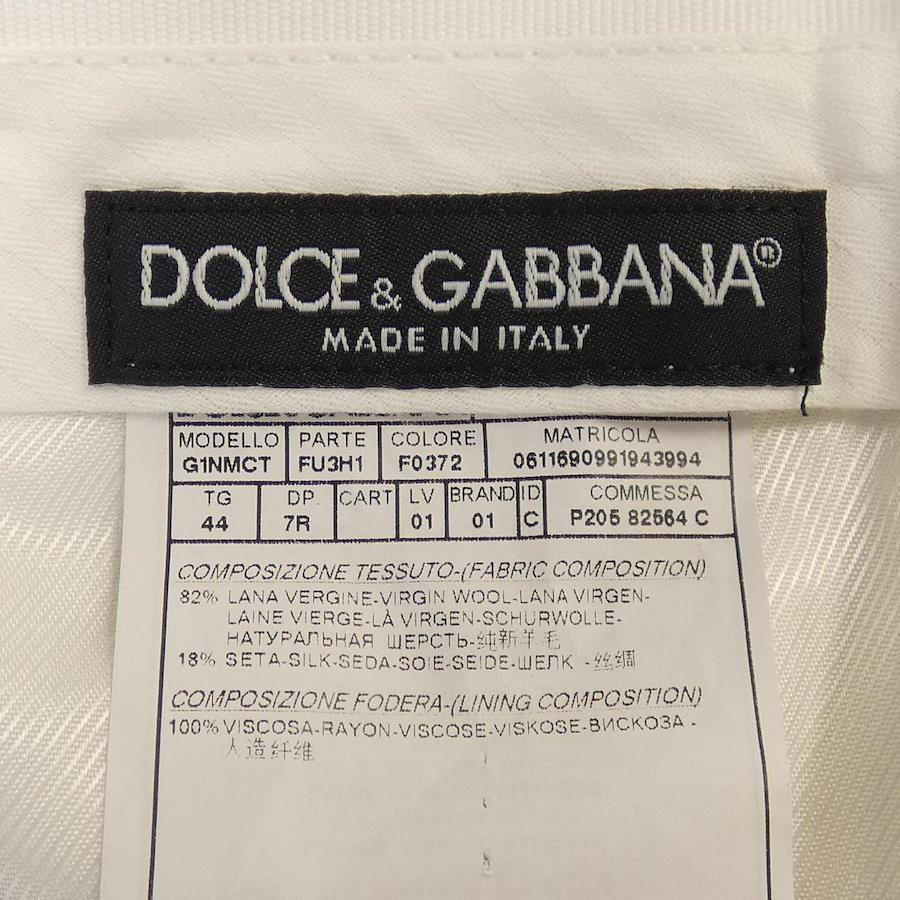 DOLCE & GABBANA®
MADE IN ITALY
MODELLO PARTE COLORE MATRICOLA
G1NMCT FU3H1 F0372 0611690991943994
TG DP. CART LV BRAND ID COMMESSA
44 7R 01 01 C P205 82564 C
COMPOSIZIONE TESSUTO-(FABRIC COMPOSITION)
82% LANA VERGINE-VIRGIN WOOL-LANA VIRGEN-
LAINE VIERGE-LÀ VIRGEN-SCHURWOLLE-
НАТУРАЛЬНАЯ ШЕРСТЬ-纯新羊毛
18% SETA-SILK-SEDA-SOIE-SEIDE-ШЕЛК -丝绸
COMPOSIZIONE FODERA-(LINING COMPOSITION)
100% VISCOSA-RAYON-VISCOSE-VISKOSE-ВИСКОЗА -
人造纤维